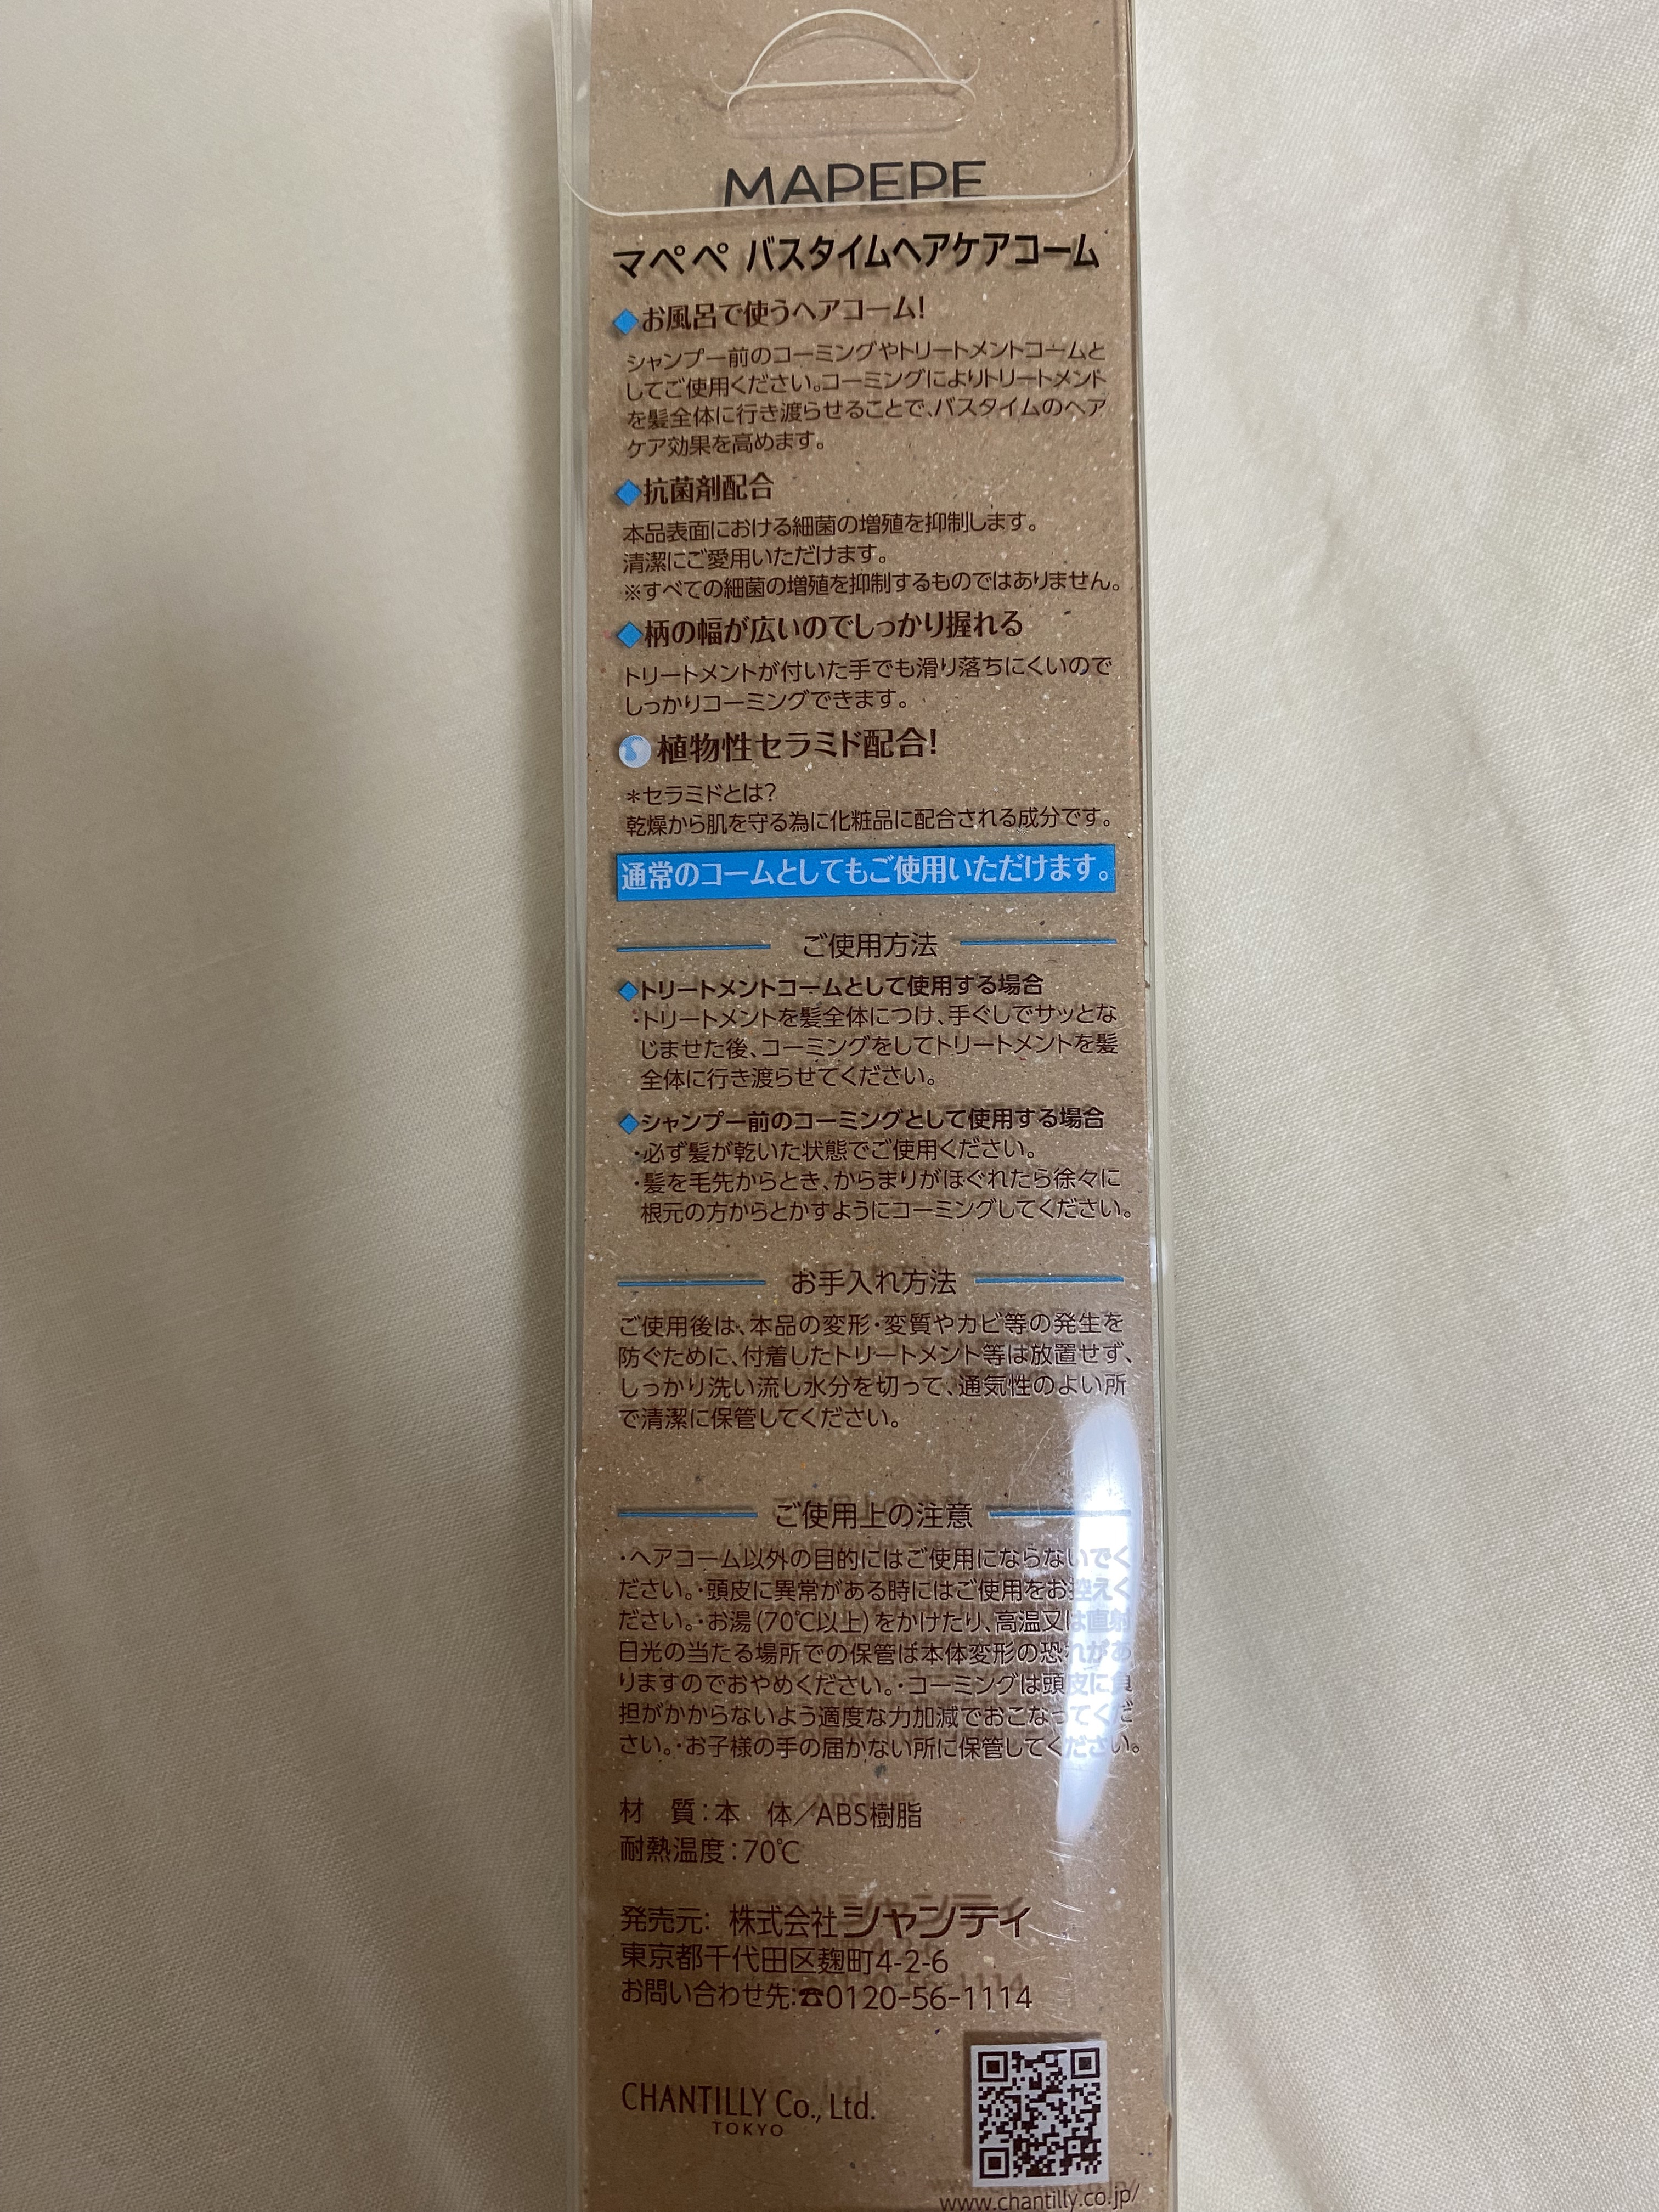 MAPEPE
マペペ バスタイムヘアケアコーム
◆お風呂で使うヘアコーム!
シャンプー前のコーミングやトリートメントコームと
してご使用ください。コーミングによりトリートメント
を髪全体に行き渡らせることで、バスタイムのヘア
ケア効果を高めます。
◆抗菌剤配合
本品表面における細菌の増殖を抑制します。
清潔にご愛用いただけます。
※すべての細菌の増殖を抑制するものではありません。
◆柄の幅が広いのでしっかり握れる
トリートメントが付いた手でも滑り落ちにくいので
しっかりコーミングできます。
植物性セラミド配合!
*セラミドとは?
乾燥から肌を守る為に化粧品に配合される成分です。
通常のコームとしてもご使用いただけます。
ご使用方法
◆トリートメントコームとして使用する場合
・トリートメントを髪全体につけ、手ぐしでサッとな
じませた後、コーミングをしてトリートメントを髪
全体に行き渡らせてください。
◆シャンプー前のコーミングとして使用する場合
・必ず髪が乾いた状態でご使用ください。
・髪を毛先からとき、からまりがほぐれたら徐々に
根元の方からとかすようにコーミングしてください。
お手入れ方法
ご使用後は、本品の変形・変質やカビ等の発生を
防ぐために、付着したトリートメント等は放置せず、
しっかり洗い流し水分を切って、通気性のよい所
で清潔に保管してください。
ご使用上の注意
・ヘアコーム以外の目的にはご使用にならないでく
ださい。・頭皮に異常がある時にはご使用をお控えく
ださい。・お湯(70℃以上)をかけたり、高温又は直射
日光の当たる場所での保管は本体変形の恐れがあ
りますのでおやめください。・コーミングは頭皮に負
担がかからないよう適度な力加減でおこなってくだ
さい。・お子様の手の届かない所に保管してください。
材 質:本 体/ABS樹脂
耐熱温度:70℃
発売元: 株式会社シャンティ
東京都千代田区麹町4-2-6
お問い合わせ先:☎0120-56-1114
CHANTILLY Co., Ltd.
TOKYO
www.chantilly.co.jp/